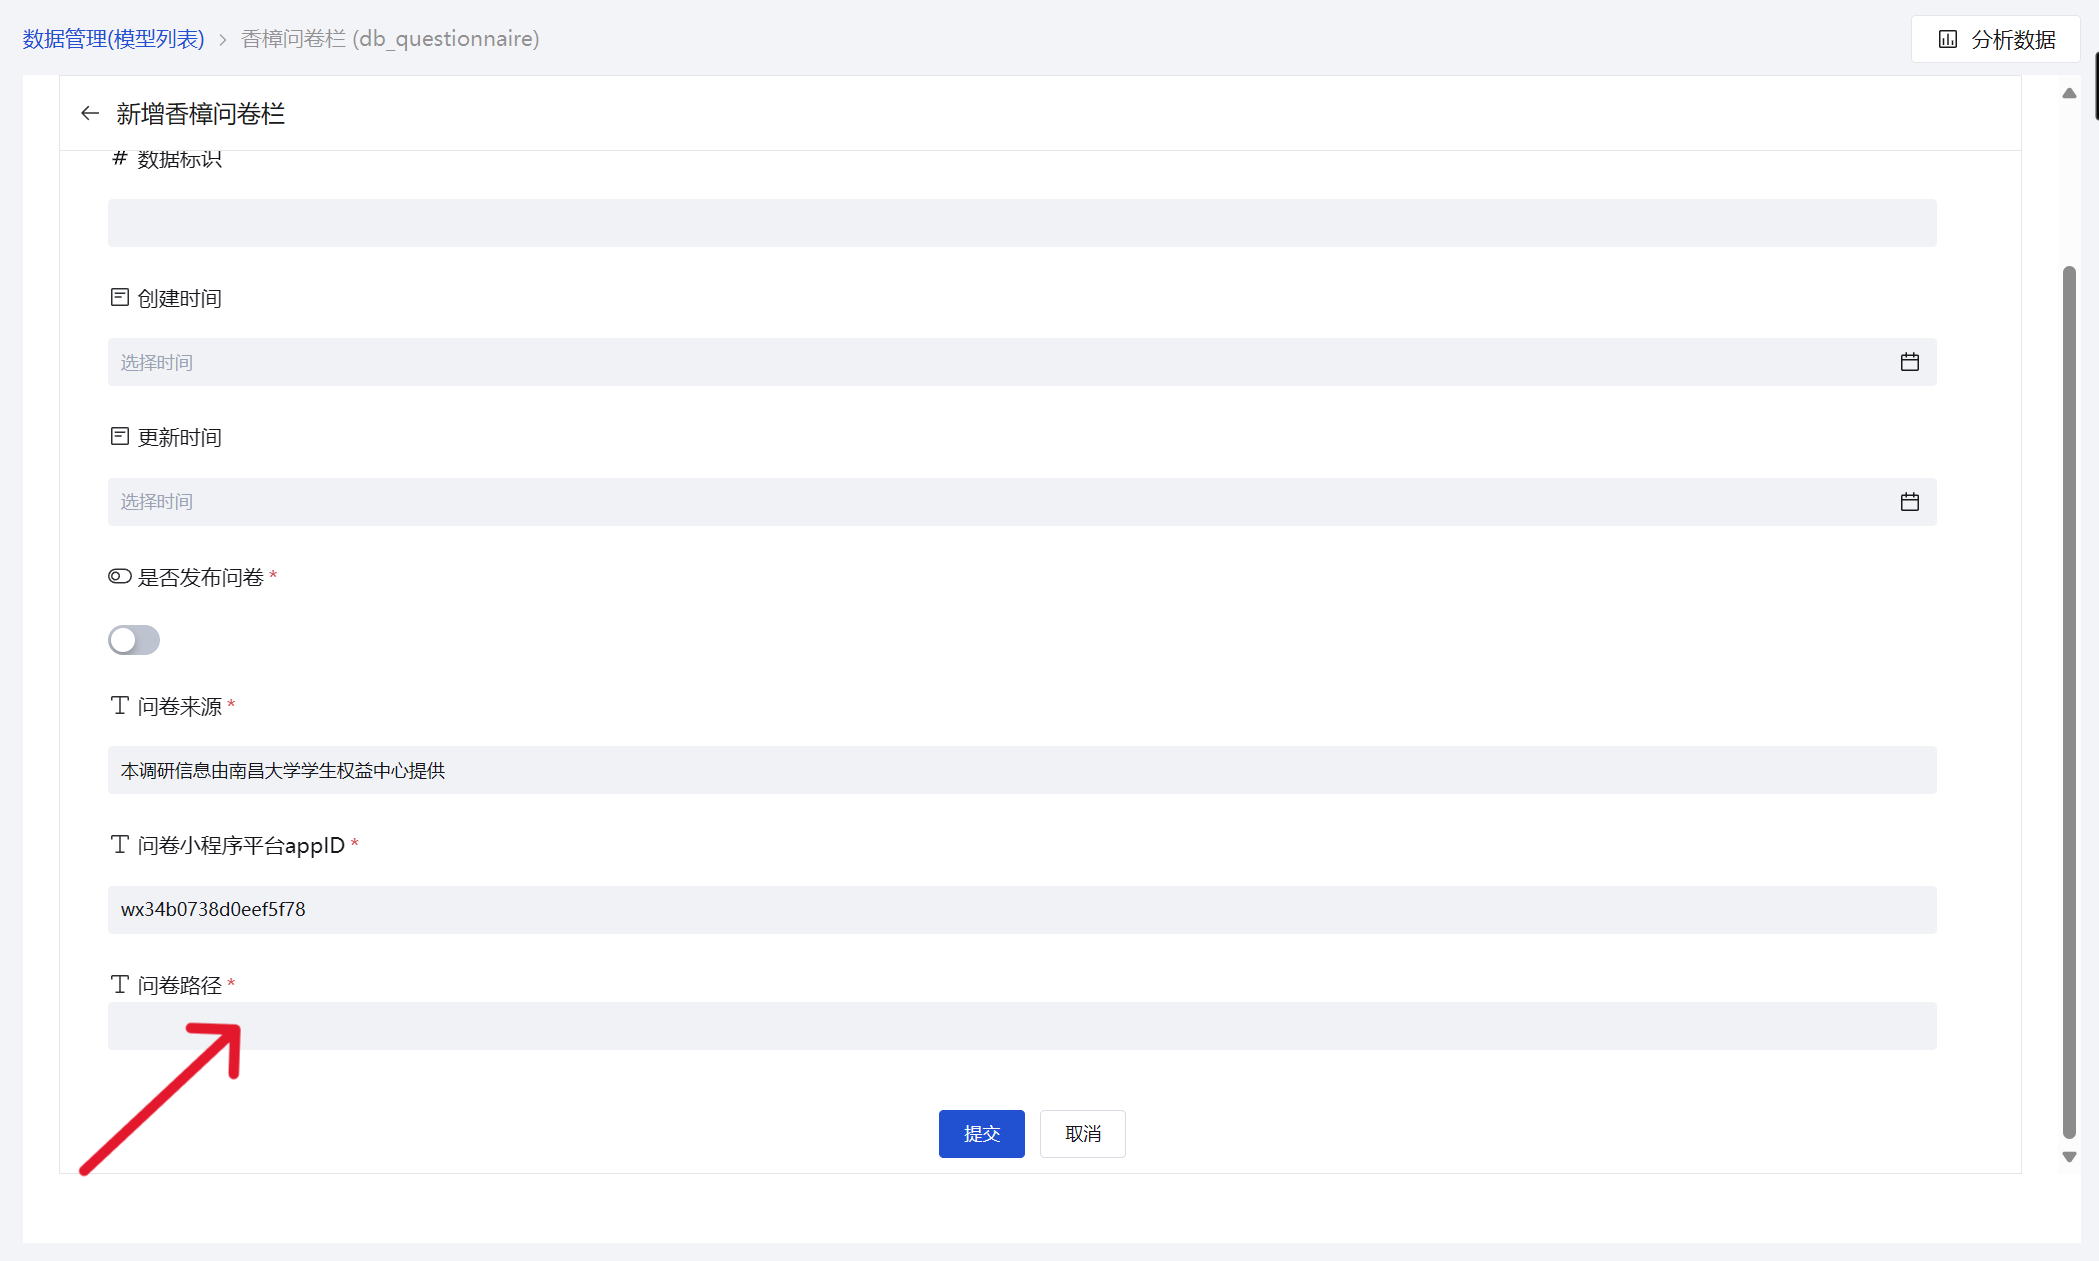 数据管理(模型列表) > 香樟问卷栏 (db_questionnaire)
分析数据
新增香樟问卷栏
# 数据标识
创建时间
选择时间
更新时间
选择时间
是否发布问卷 *
问卷来源 *
本调研信息由南昌大学学生权益中心提供
问卷小程序平台appID *
wx34b0738d0eef5f78
问卷路径 *
提交
取消